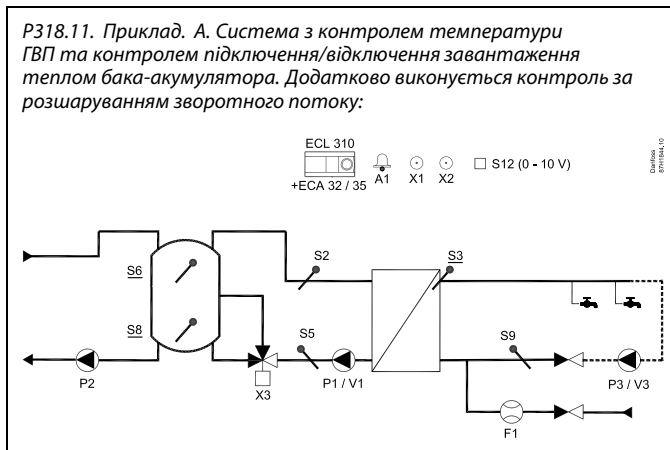 P318.11. Приклад. А. Система з контролем температури
ГВП та контролем підключення/відключення завантаження
теплом бака-акумулятора. Додатково виконується контроль за
розшаруванням зворотного потоку:
ECL 310
+ECA 32 / 35
A1
X1
X2
S12 (0 - 10 V)
Danfoss
87H1844.10
S6
S2
S3
S8
S5
S9
P2
X3
P1 / V1
P3 / V3
F1